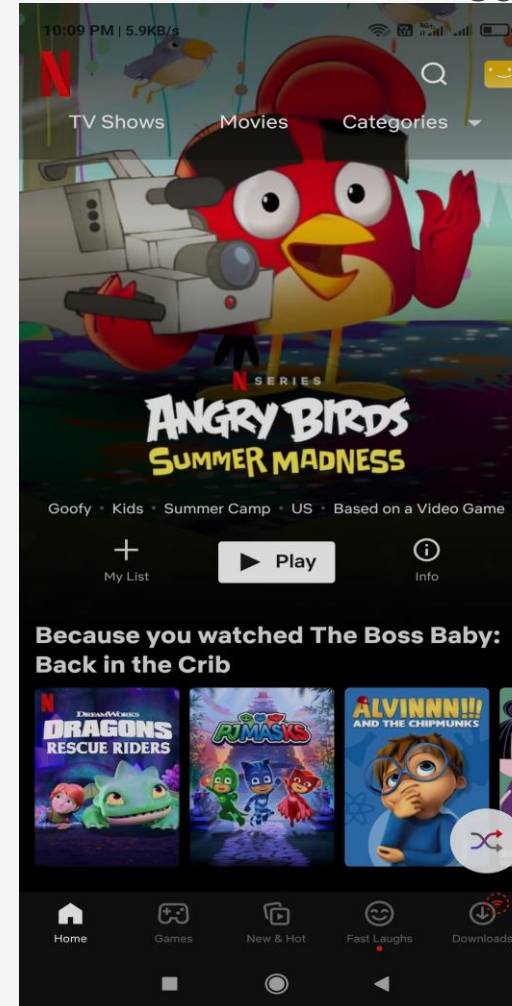 10:09 PM | 5.9KB/s
N
TV Shows Movies Categories
N SERIES
ANGRY BIRDS
SUMMER MADNESS
Goofy • Kids • Summer Camp • US • Based on a Video Game
My List
Play
Info
Because you watched The Boss Baby:
Back in the Crib
N
DREAMWORKS
DRAGONS
RESCUE RIDERS
PJMASKS
ALVINNN!!!
AND THE CHIPMUNKS
Home Games New & Hot Fast Laughs Downloads